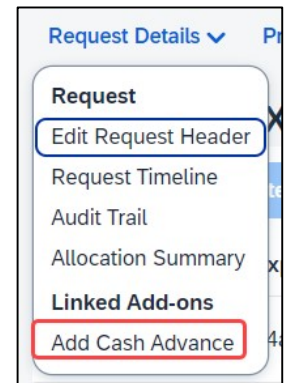 Request Details
Request
Edit Request Header
Request Timeline
Audit Trail
Allocation Summary
Linked Add-ons
Add Cash Advance